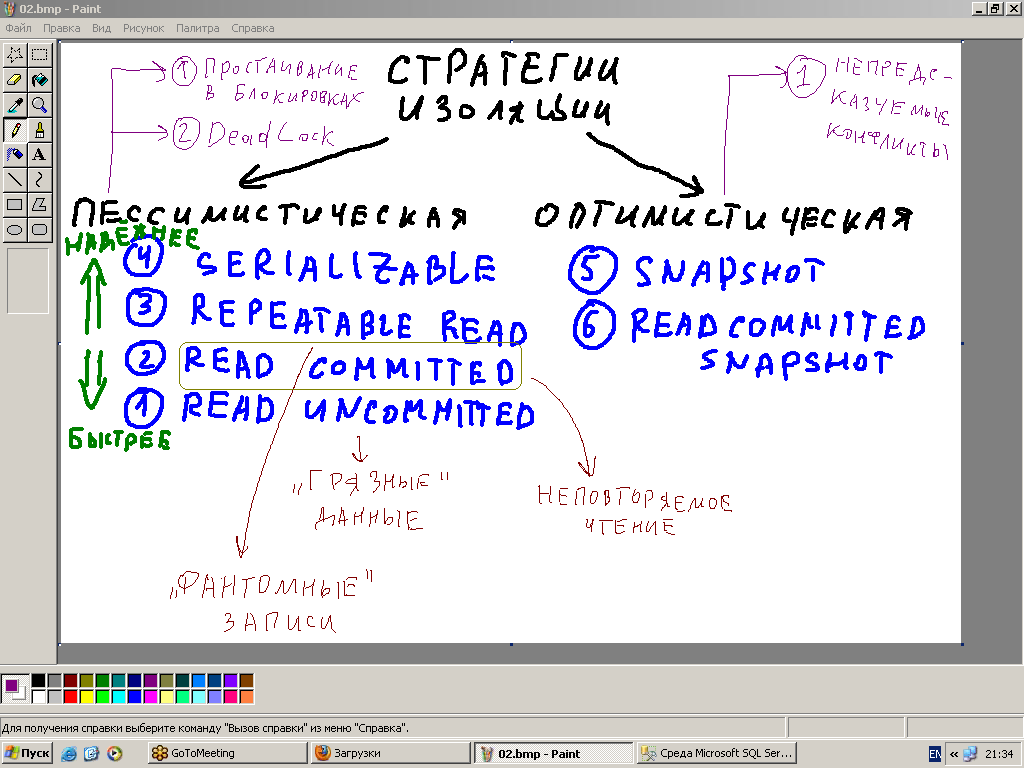 02.bmp - Paint
Файл Правка Вид Рисунок Палитра Справка
СТРАТЕГИИ
ИЗОЛЯЦИИ
1 ПРОСТАИВАНИЕ
В БЛОКИРОВКАХ
2 DeadLock
1 НЕПРЕДС-
КАЗУЕМЫЕ
КОНФЛИКТЫ
ПЕССИМИСТИЧЕСКАЯ
НАДЁЖНЕЕ
4 SERIALIZABLE
3 REPEATABLE READ
2 READ COMMITTED
1 READ UNCOMMITTED
БЫСТРЕЕ
ОПТИМИСТИЧЕСКАЯ
5 SNAPSHOT
6 READ COMMITTED
SNAPSHOT
„ГРЯЗНЫЕ"
ДАННЫЕ
НЕПОВТОРЯЕМОЕ
ЧТЕНИЕ
„ФАНТОМНЫЕ"
ЗАПИСИ
Для получения справки выберите команду "Вызов справки" из меню "Справка".
Пуск GoToMeeting Загрузки 02.bmp - Paint Среда Microsoft SQL Ser... EN « 21:34